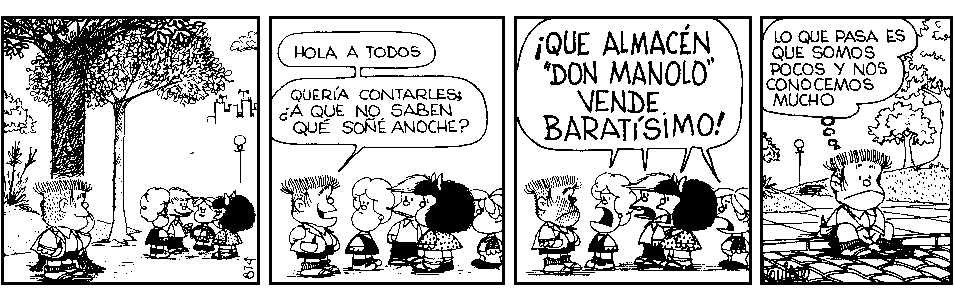 HOLA A TODOS
QUERÍA CONTARLES;
¿A QUE NO SABEN
QUÉ SOÑÉ ANOCHE?
¡QUE ALMACÉN
"DON MANOLO"
VENDE
BARATÍSIMO!
LO QUE PASA ES
QUE SOMOS
POCOS Y NOS
CONOCEMOS
MUCHO